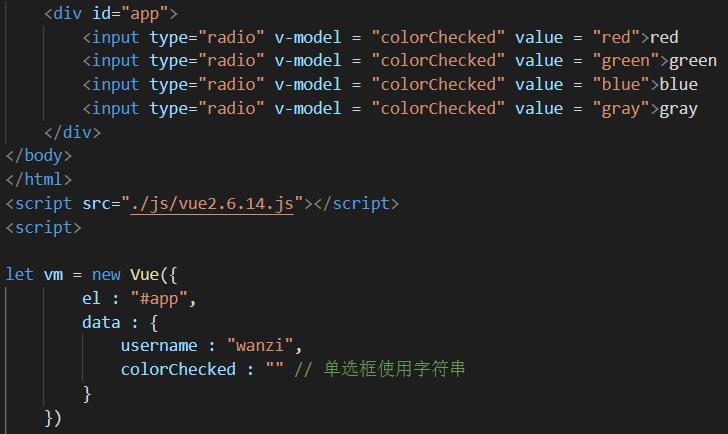 <div id="app">
<input type="radio" v-model = "colorChecked" value = "red">red
<input type="radio" v-model = "colorChecked" value = "green">green
<input type="radio" v-model = "colorChecked" value = "blue">blue
<input type="radio" v-model = "colorChecked" value = "gray">gray
</div>
</body>
</html>
<script src="./js/vue2.6.14.js"></script>
<script>
let vm = new Vue({
el : "#app",
data : {
username : "wanzi",
colorChecked : "" // 单选框使用字符串
}
})